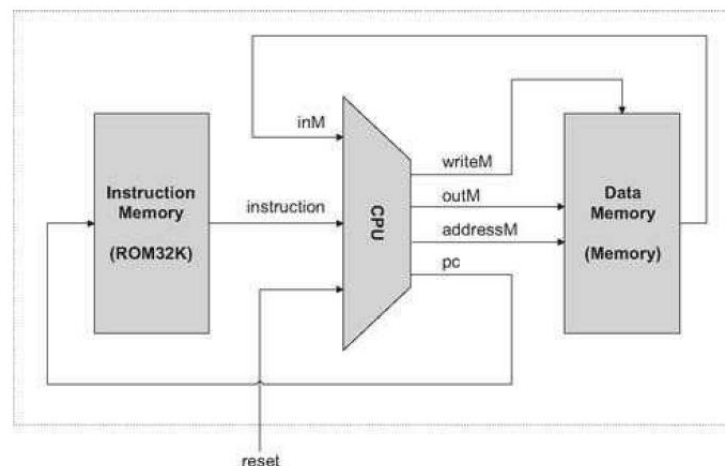 inM
Instruction
Memory
(ROM32K)
instruction
CPU
writeM
outM
addressM
pc
Data
Memory
(Memory)
reset